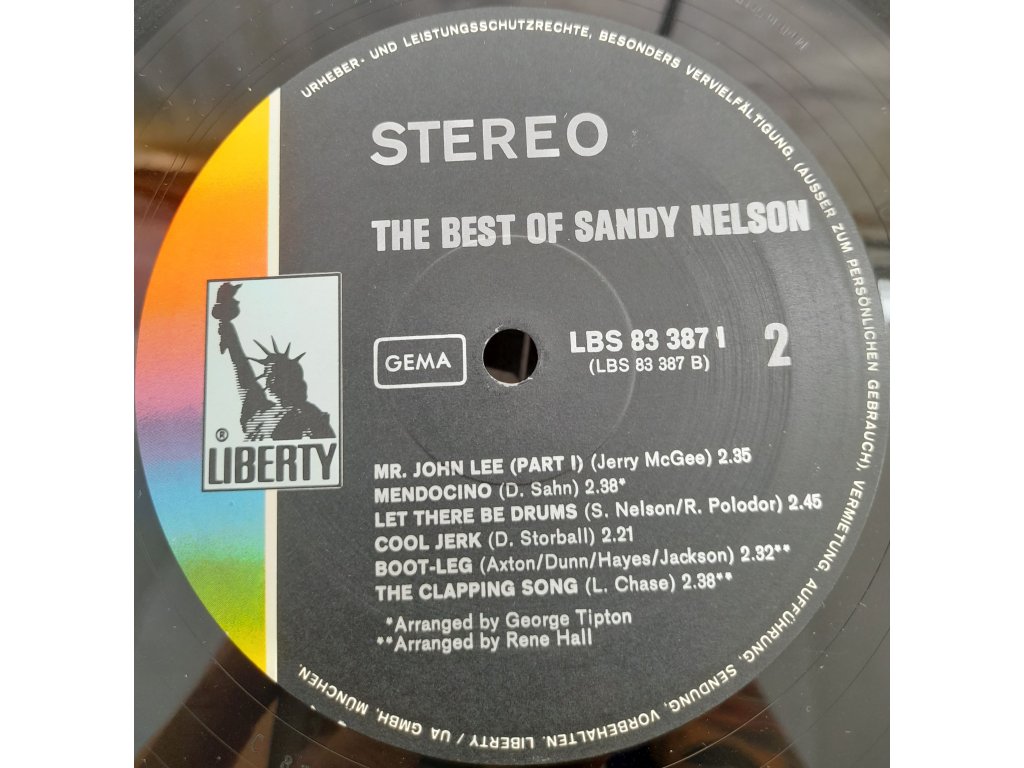 URHEBER- UND LEISTUNGSSCHUTZRECHTE, BESONDERS VERVIELFÄLTIGUNG, (AUSSER ZUM PERSÖNLICHEN GEBRAUCH), VERMIETUNG, AUFFÜHRUNG, SENDUNG, VORBEHALTEN. LIBERTY / UA GMBH, MÜNCHEN.
STEREO
THE BEST OF SANDY NELSON
GEMA
LBS 83 387 I
(LBS 83 387 B)
2
®
LIBERTY
MR. JOHN LEE (PART I) (Jerry McGee) 2.35
MENDOCINO (D. Sahn) 2.38*
LET THERE BE DRUMS (S. Nelson/R. Polodor) 2.45
COOL JERK (D. Storball) 2.21
BOOT-LEG (Axton/Dunn/Hayes/Jackson) 2.32**
THE CLAPPING SONG (L. Chase) 2.38**
*Arranged by George Tipton
**Arranged by Rene Hall